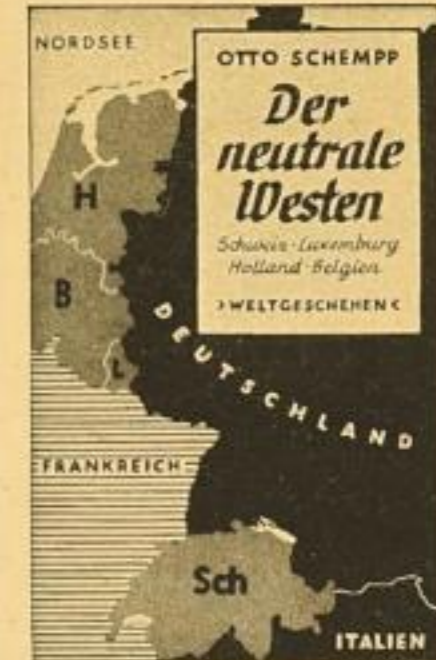 NORDSEE
OTTO SCHEMPP
Der
neutrale
Westen
Schweiz · Luxemburg
Holland · Belgien
›WELTGESCHEHEN‹
H
B
L
DEUTSCHLAND
FRANKREICH
Sch
ITALIEN